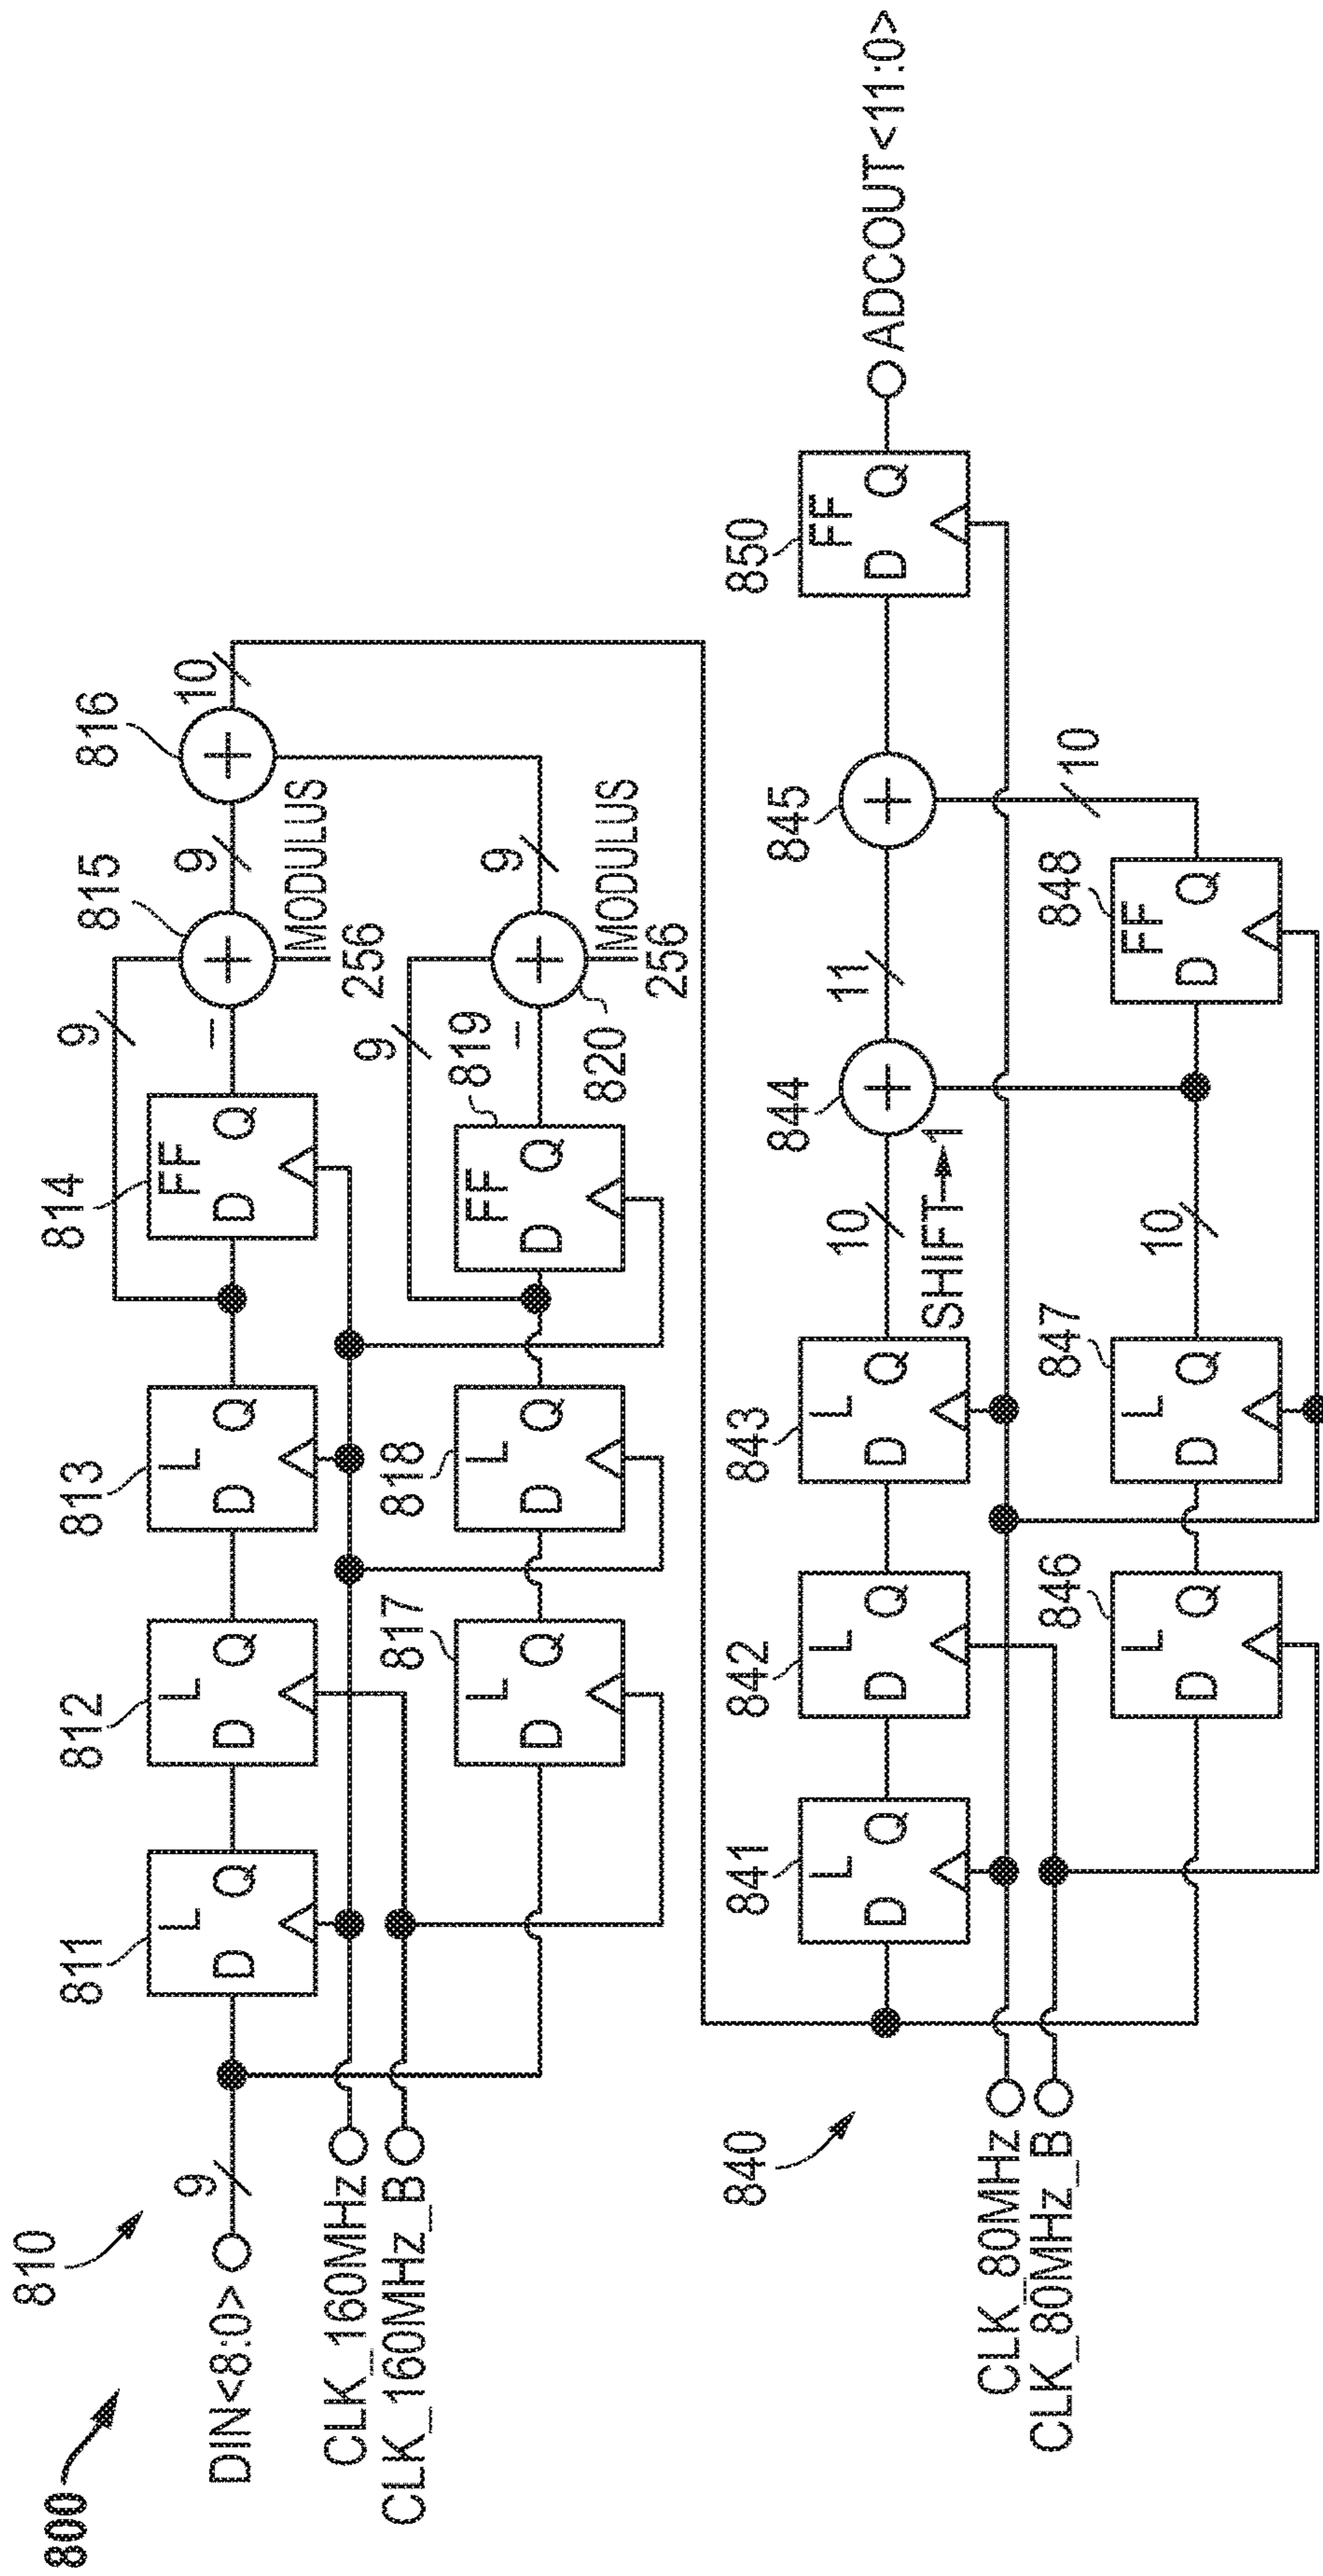 800
810
DIN<8:0>
9
CLK_160MHz
CLK_160MHz_B
811
L
D Q
812
L
D Q
813
L
D Q
814
FF
D Q
9
815
+
−
MODULUS
256
9
816
+
10
817
L
D Q
818
L
D Q
819
FF
D Q
9
820
+
−
MODULUS
256
9
840
CLK_80MHz
CLK_80MHz_B
841
L
D Q
842
L
D Q
843
L
D Q
10
SHIFT 1
844
+
11
845
+
850
FF
D Q
ADCOUT<11:0>
846
L
D Q
847
L
D Q
10
848
FF
D Q
10